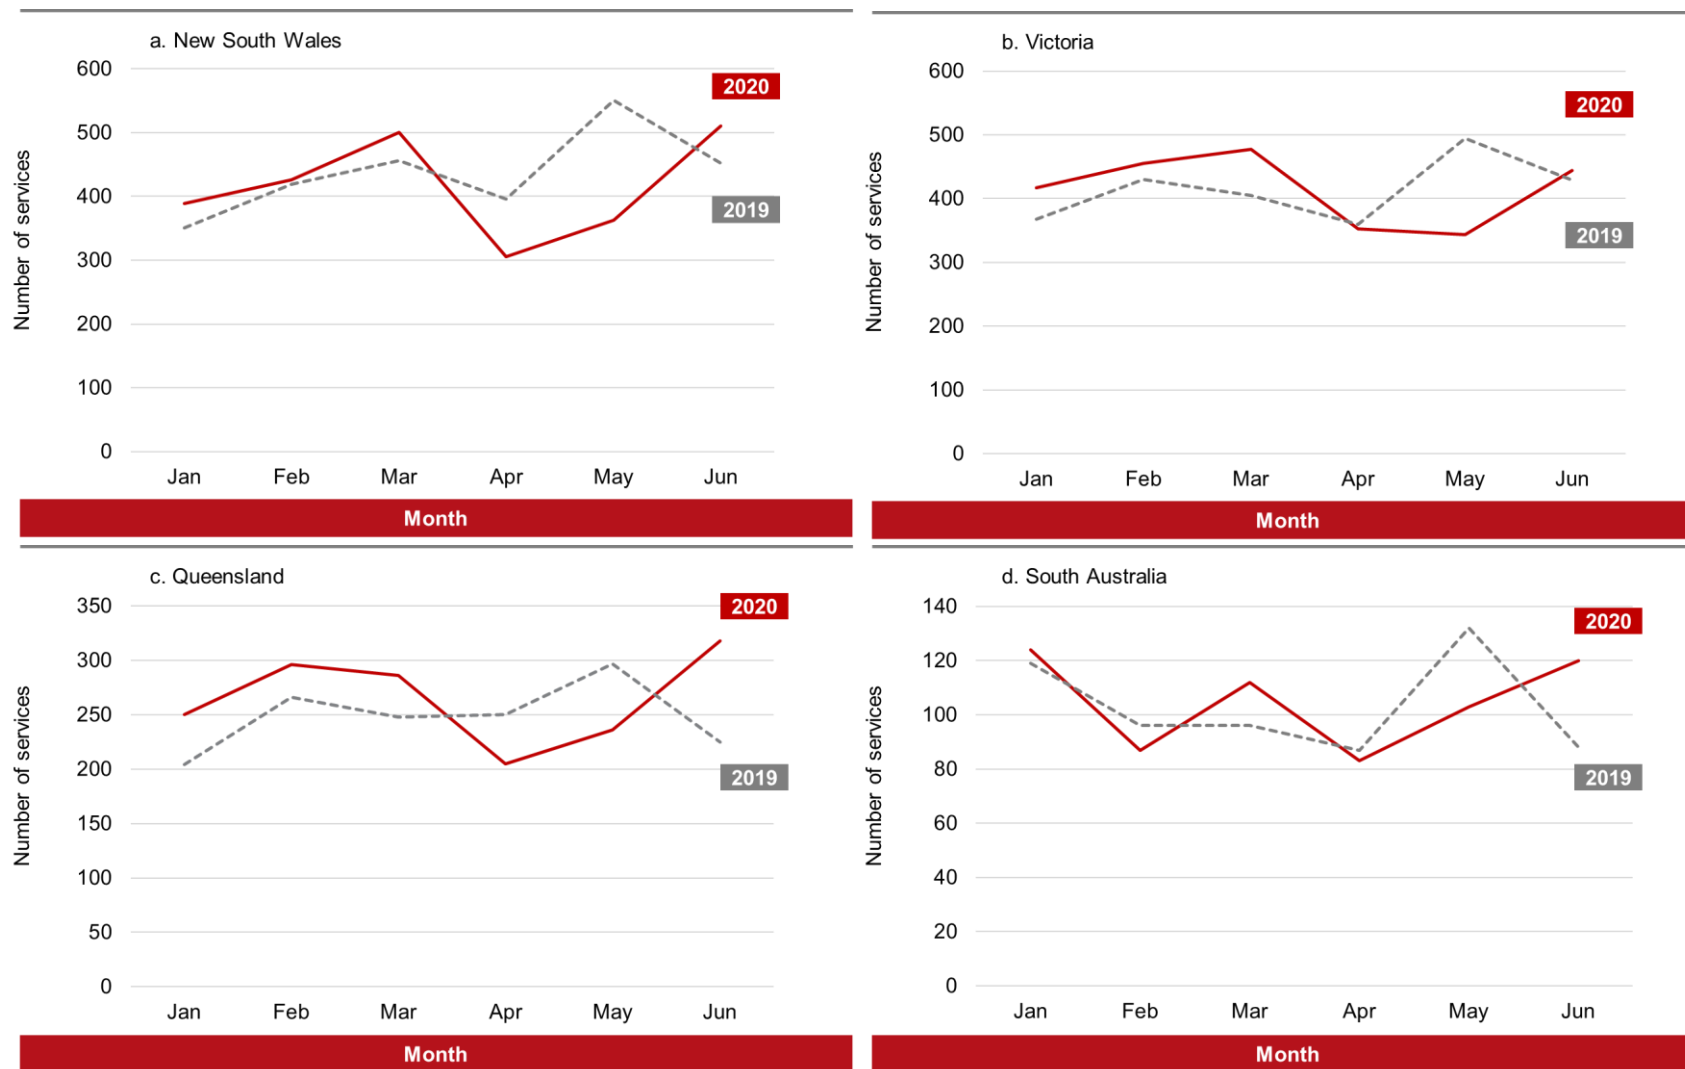 a. New South Wales
600
500
400
300
200
100
0
Number of services
2020
2019
Jan Feb Mar Apr May Jun
Month
b. Victoria
600
500
400
300
200
100
0
Number of services
2020
2019
Jan Feb Mar Apr May Jun
Month
c. Queensland
350
300
250
200
150
100
50
0
Number of services
2020
2019
Jan Feb Mar Apr May Jun
Month
d. South Australia
140
120
100
80
60
40
20
0
Number of services
2020
2019
Jan Feb Mar Apr May Jun
Month